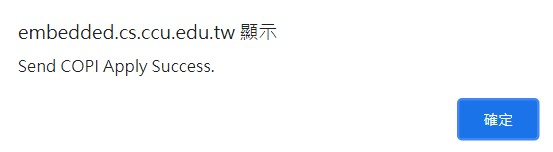 embedded.cs.ccu.edu.tw 顯示
Send COPI Apply Success.
確定